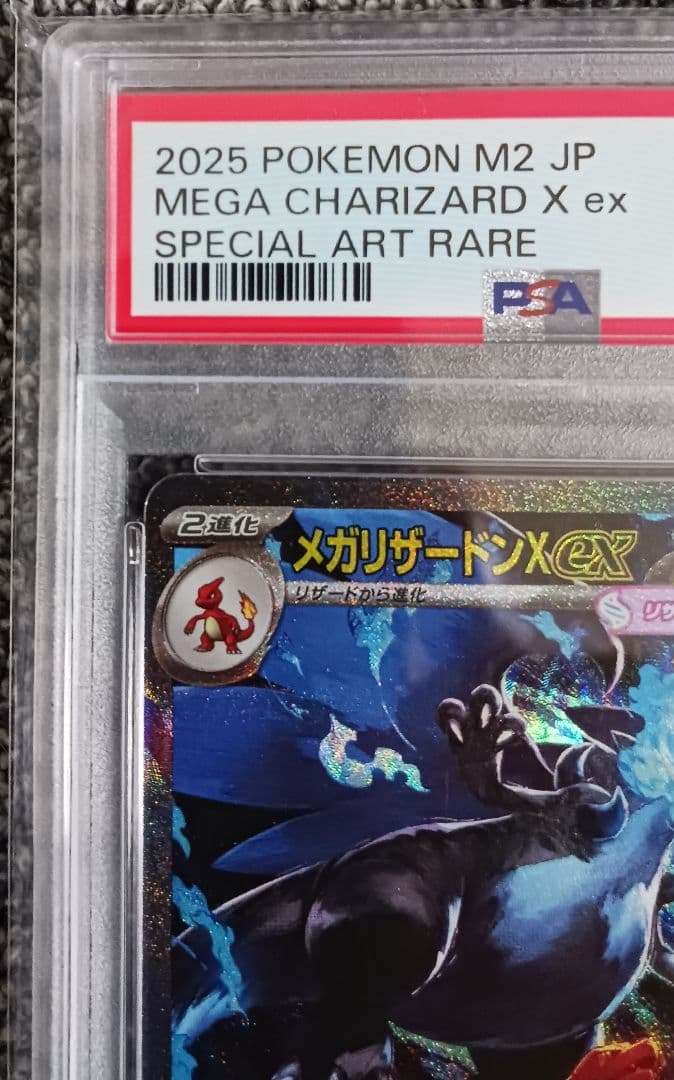 2025 POKEMON M2 JP
MEGA CHARIZARD X ex
SPECIAL ART RARE
PSA
2進化
メガリザードンXex
リザードから進化